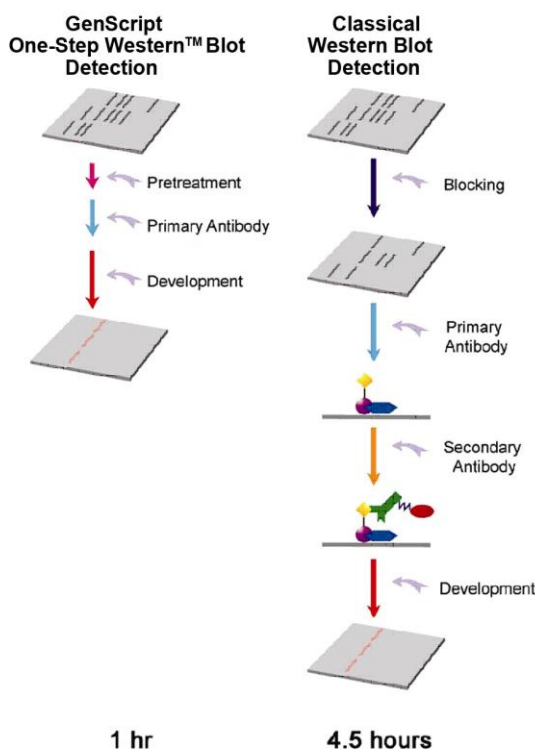 GenScript
One-Step Western™ Blot
Detection
Pretreatment
Primary Antibody
Development
1 hr
Classical
Western Blot
Detection
Blocking
Primary
Antibody
Secondary
Antibody
Development
4.5 hours